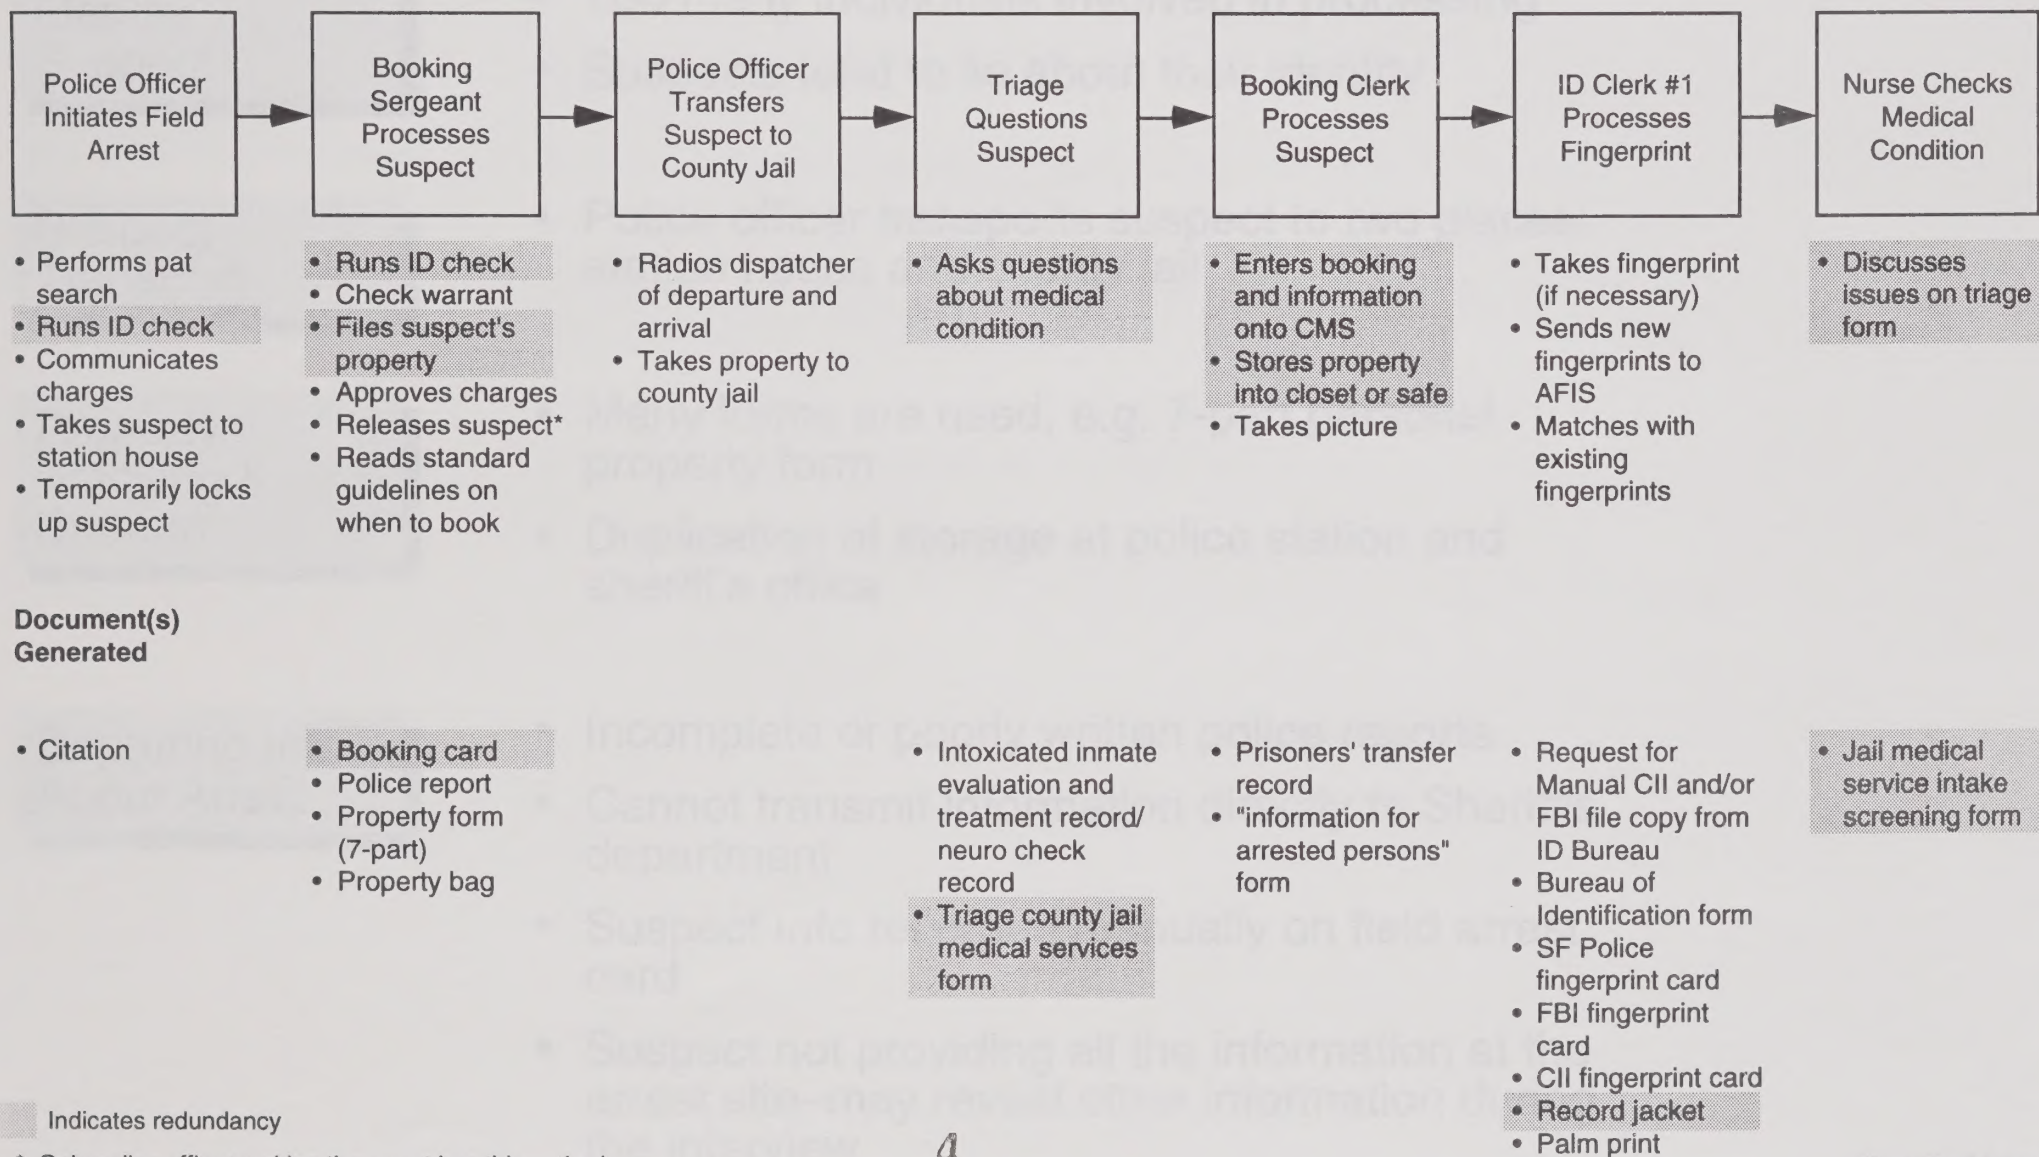 Police Officer
Initiates Field
Arrest
Booking
Sergeant
Processes
Suspect
Police Officer
Transfers
Suspect to
County Jail
Triage
Questions
Suspect
Booking Clerk
Processes
Suspect
ID Clerk #1
Processes
Fingerprint
Nurse Checks
Medical
Condition
• Performs pat
search
• Runs ID check
• Communicates
charges
• Takes suspect to
station house
• Temporarily locks
up suspect
• Runs ID check
• Check warrant
• Files suspect's
property
• Approves charges
• Releases suspect*
• Reads standard
guidelines on
when to book
• Radios dispatcher
of departure and
arrival
• Takes property to
county jail
• Asks questions
about medical
condition
• Enters booking
and information
onto CMS
• Stores property
into closet or safe
• Takes picture
• Takes fingerprint
(if necessary)
• Sends new
fingerprints to
AFIS
• Matches with
existing
fingerprints
• Discusses
issues on triage
form
Document(s)
Generated
• Citation
• Booking card
• Police report
• Property form
(7-part)
• Property bag
• Intoxicated inmate
evaluation and
treatment record/
neuro check
record
• Triage county jail
medical services
form
• Prisoners' transfer
record
• "information for
arrested persons"
form
• Request for
Manual CII and/or
FBI file copy from
ID Bureau
• Bureau of
Identification form
• SF Police
fingerprint card
• FBI fingerprint
card
• CII fingerprint card
• Record jacket
• Palm print
• Jail medical
service intake
screening form
Indicates redundancy
4